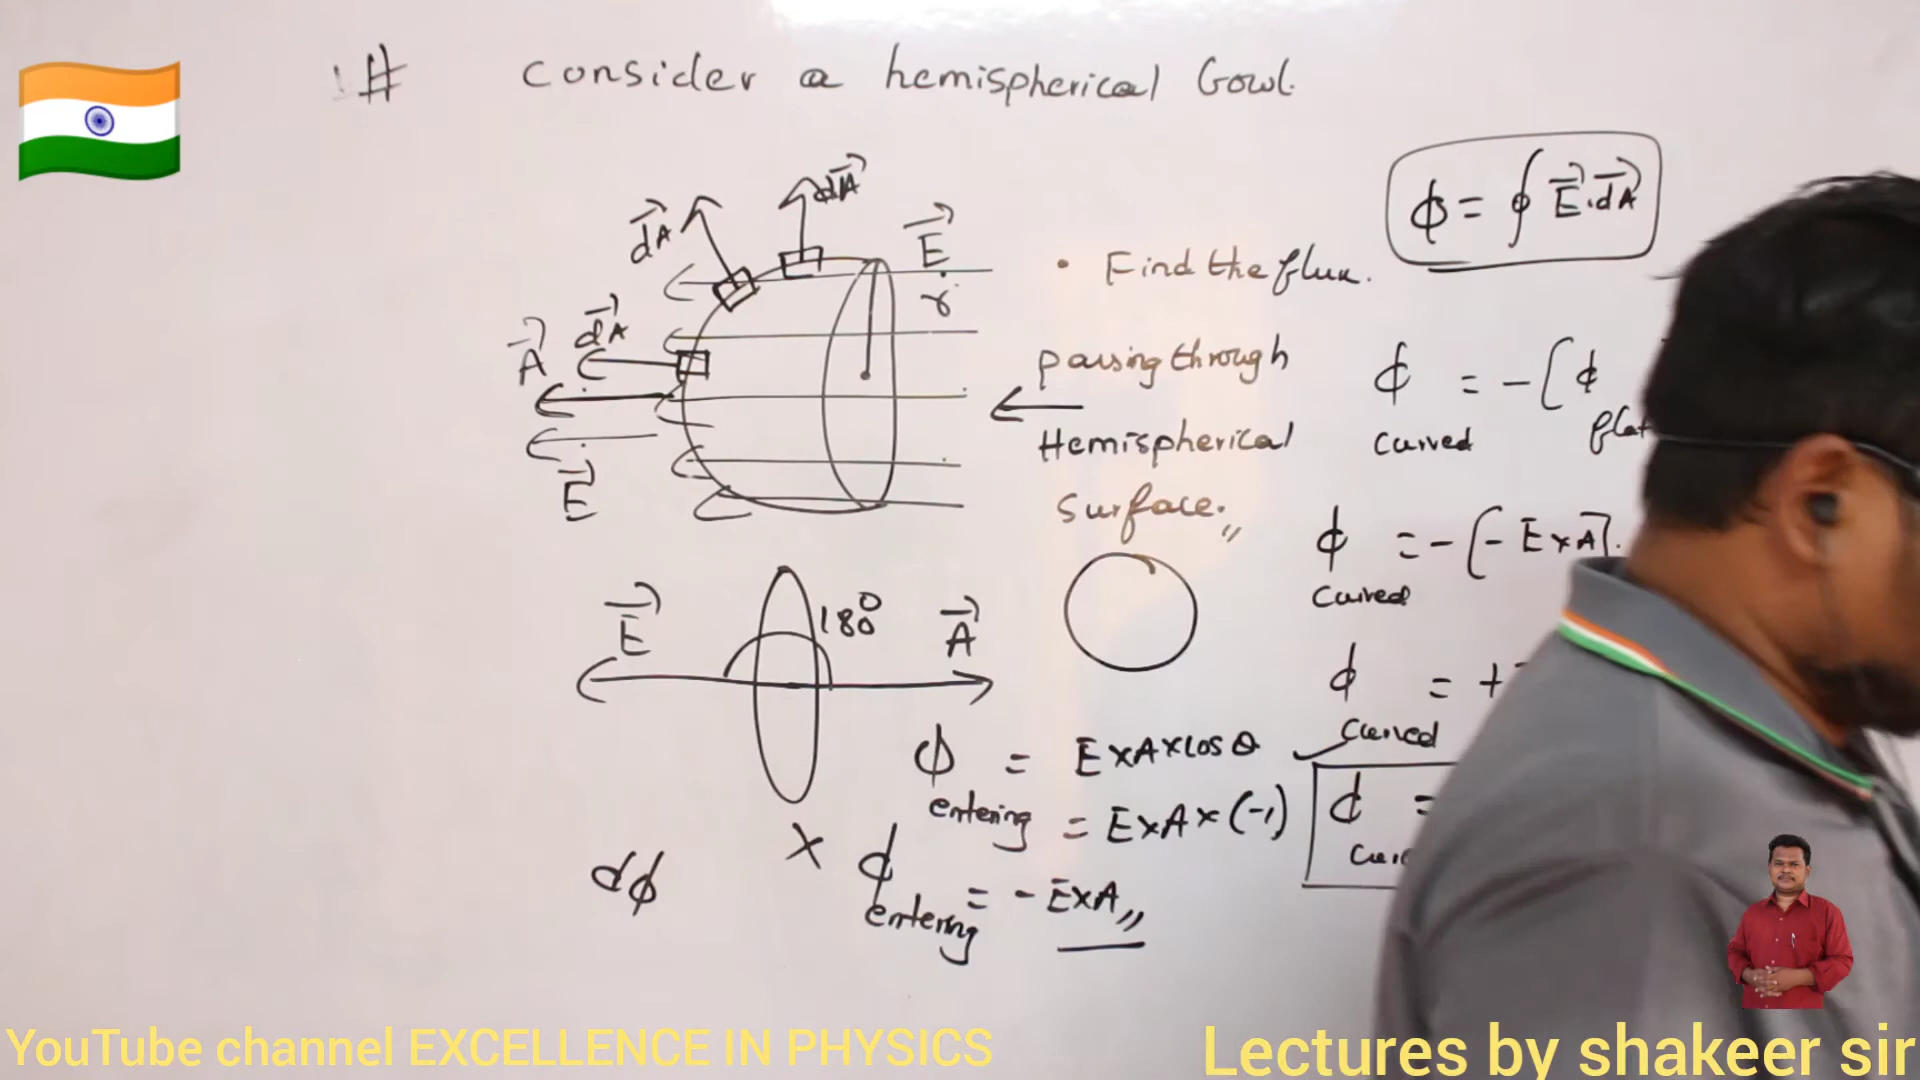 # Consider a hemispherical bowl.
dA
dA
E
r
dA
A
E
• Find the flux.
passing through
Hemispherical
surface.,,
ϕ = ∮ E.dA
ϕ curved = - [ϕ flat
ϕ curved = - [- E×A].
ϕ curved = +
ϕ =
E
180°
A
ϕ entering = E×A×cosθ
= E×A×(-1)
× ϕ entering = - E×A,,
dϕ
YouTube channel EXCELLENCE IN PHYSICS
Lectures by shakeer sir